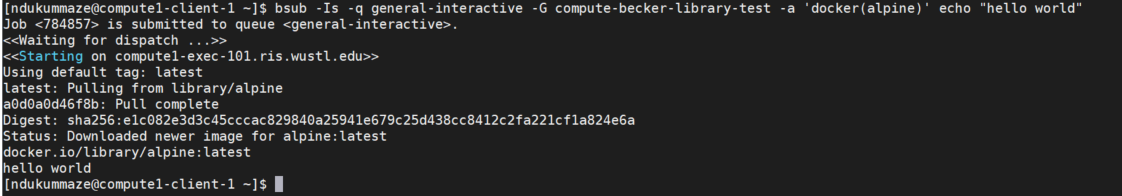 [ndukummaze@compute1-client-1 ~]$ bsub -Is -q general-interactive -G compute-becker-library-test -a 'docker(alpine)' echo "hello world"
Job <784857> is submitted to queue <general-interactive>.
<<Waiting for dispatch ...>>
<<Starting on compute1-exec-101.ris.wustl.edu>>
Using default tag: latest
latest: Pulling from library/alpine
a0d0a0d46f8b: Pull complete
Digest: sha256:e1c082e3d3c45cccac829840a25941e679c25d438cc8412c2fa221cf1a824e6a
Status: Downloaded newer image for alpine:latest
docker.io/library/alpine:latest
hello world
[ndukummaze@compute1-client-1 ~]$